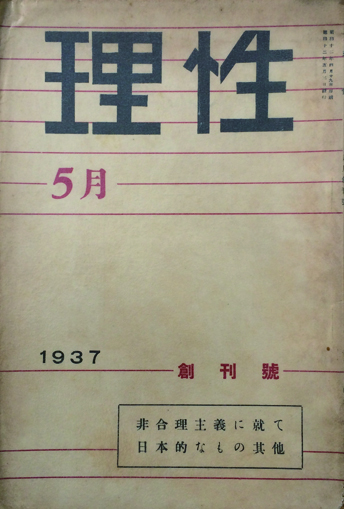 理性
5月
1937
創刊號
非合理主義に就て
日本的なもの其他